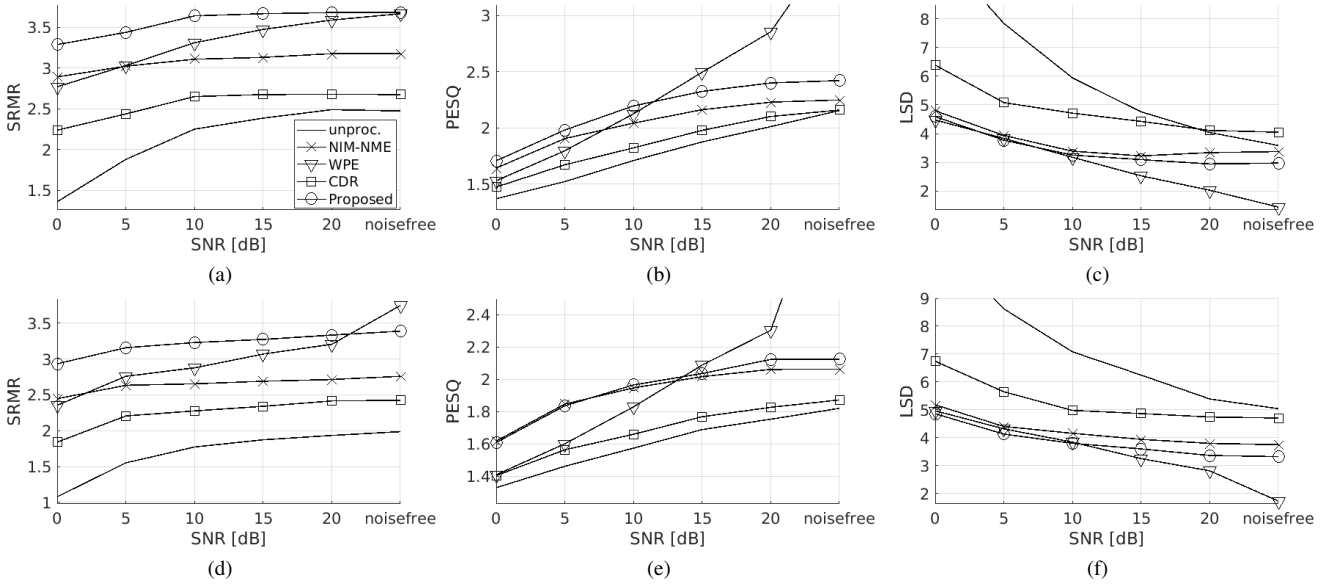 3.5
3
2.5
2
1.5
SRMR
unproc.
NIM-NME
WPE
CDR
Proposed
0 5 10 15 20 noisefree
SNR [dB]
(a)
3
2.5
2
1.5
PESQ
0 5 10 15 20 noisefree
SNR [dB]
(b)
8
7
6
5
4
3
2
LSD
0 5 10 15 20 noisefree
SNR [dB]
(c)
3.5
3
2.5
2
1.5
1
SRMR
0 5 10 15 20 noisefree
SNR [dB]
(d)
2.4
2.2
2
1.8
1.6
1.4
PESQ
0 5 10 15 20 noisefree
SNR [dB]
(e)
9
8
7
6
5
4
3
2
LSD
0 5 10 15 20 noisefree
SNR [dB]
(f)